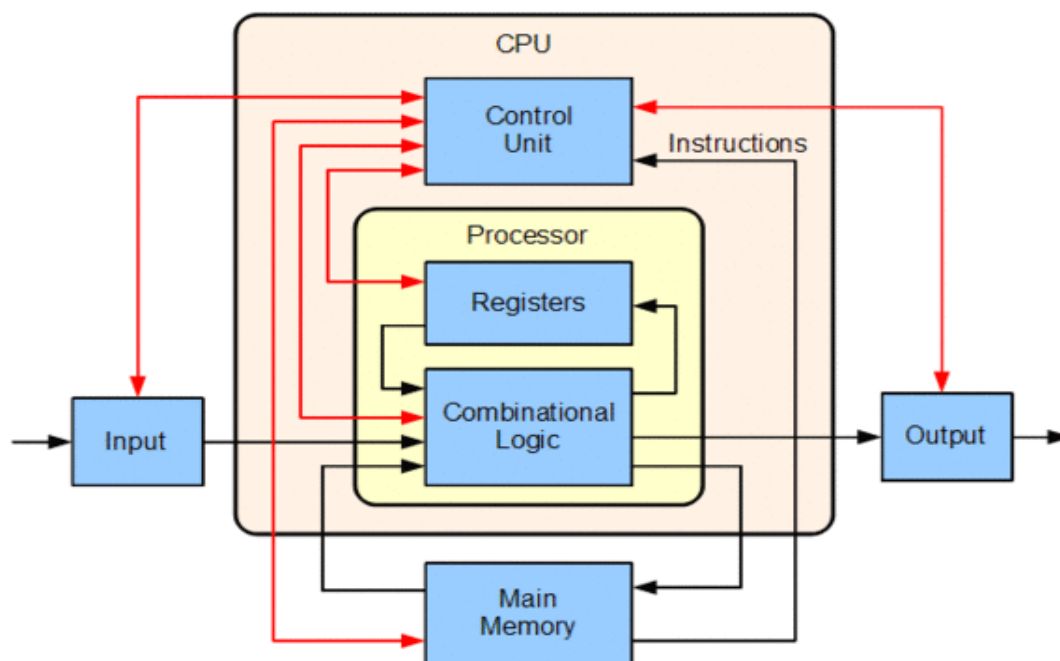 CPU
Control
Unit
Instructions
Processor
Registers
Combinational
Logic
Input
Output
Main
Memory